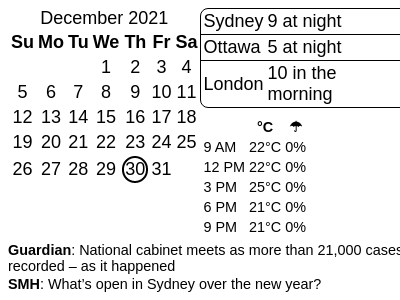 December 2021
Su Mo Tu We Th Fr Sa
1 2 3 4
5 6 7 8 9 10 11
12 13 14 15 16 17 18
19 20 21 22 23 24 25
26 27 28 29 30 31
Sydney 9 at night
Ottawa 5 at night
London 10 in the
morning
°C ☂
9 AM 22°C 0%
12 PM 22°C 0%
3 PM 25°C 0%
6 PM 21°C 0%
9 PM 21°C 0%
Guardian: National cabinet meets as more than 21,000 cases
recorded – as it happened
SMH: What's open in Sydney over the new year?